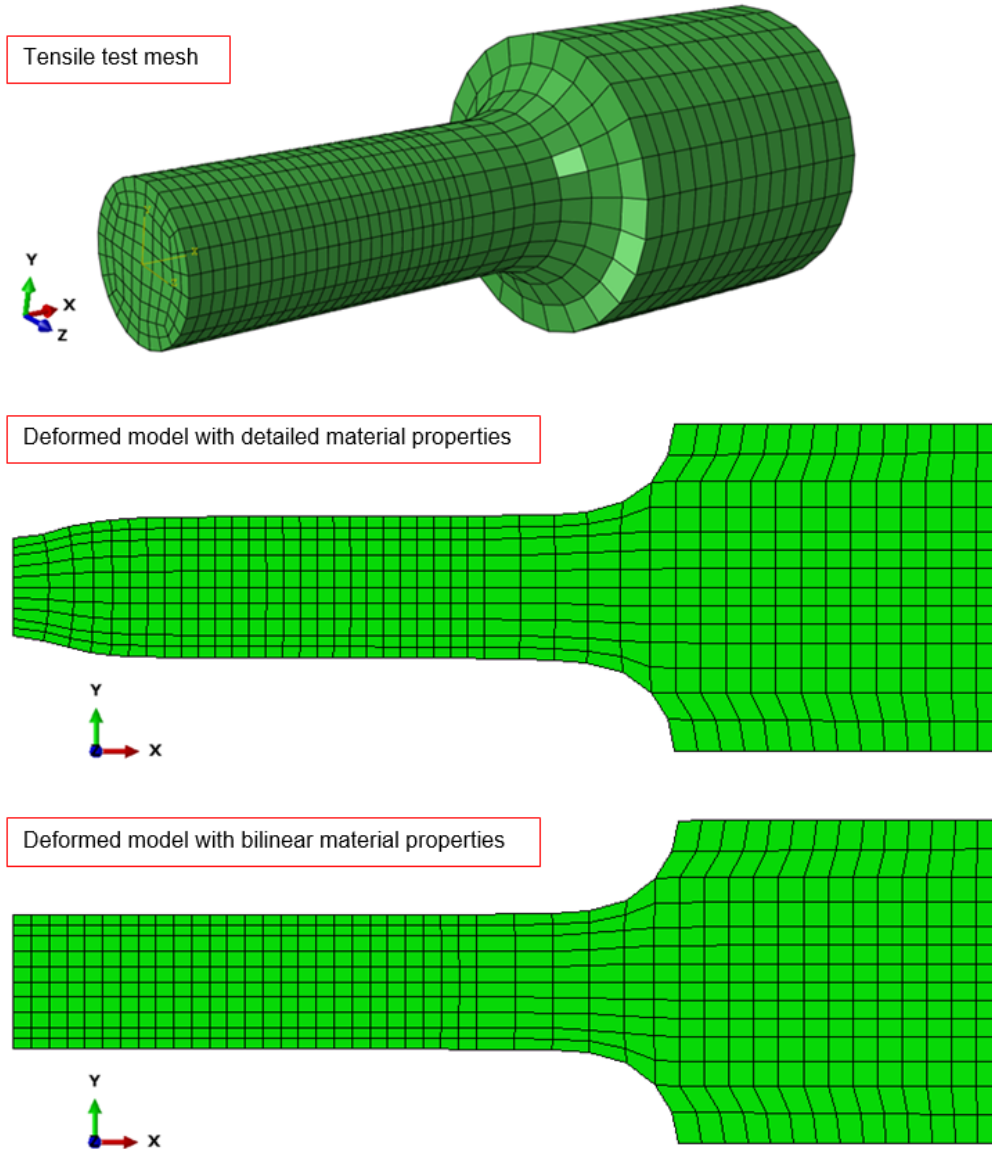 Tensile test mesh
Y
X
Z
Deformed model with detailed material properties
Y
Z
X
Deformed model with bilinear material properties
Y
Z
X